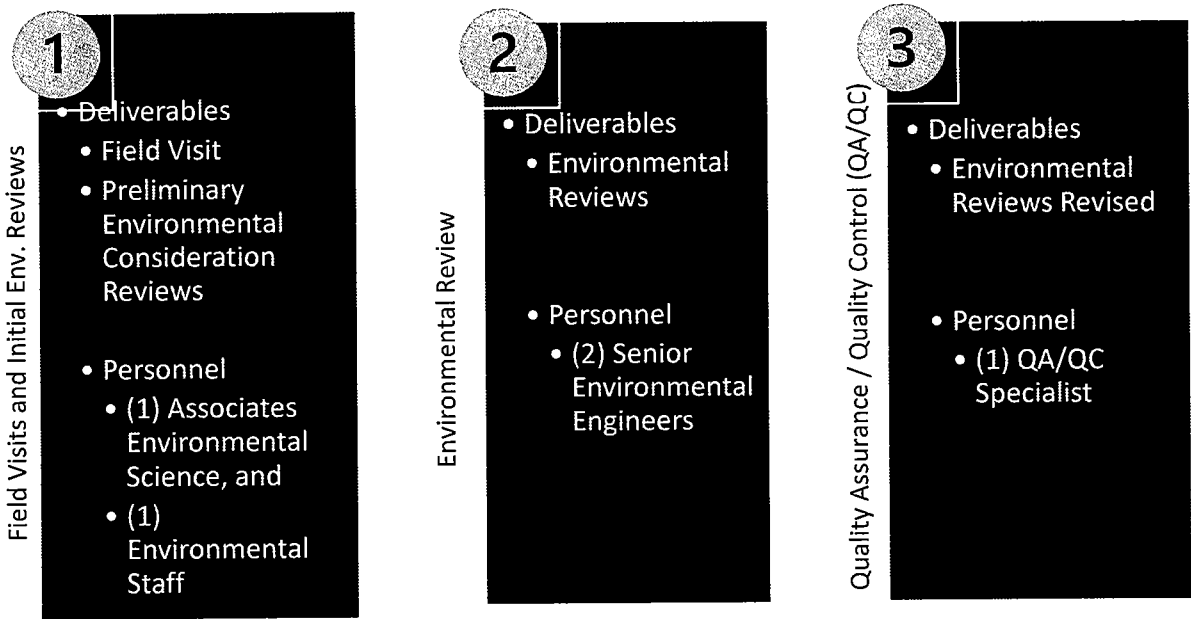 1
Field Visits and Initial Env. Reviews
• Deliverables
• Field Visit
• Preliminary
Environmental
Consideration
Reviews
• Personnel
• (1) Associates
Environmental
Science, and
• (1)
Environmental
Staff
2
Environmental Review
• Deliverables
• Environmental
Reviews
• Personnel
• (2) Senior
Environmental
Engineers
3
Quality Assurance / Quality Control (QA/QC)
• Deliverables
• Environmental
Reviews Revised
• Personnel
• (1) QA/QC
Specialist